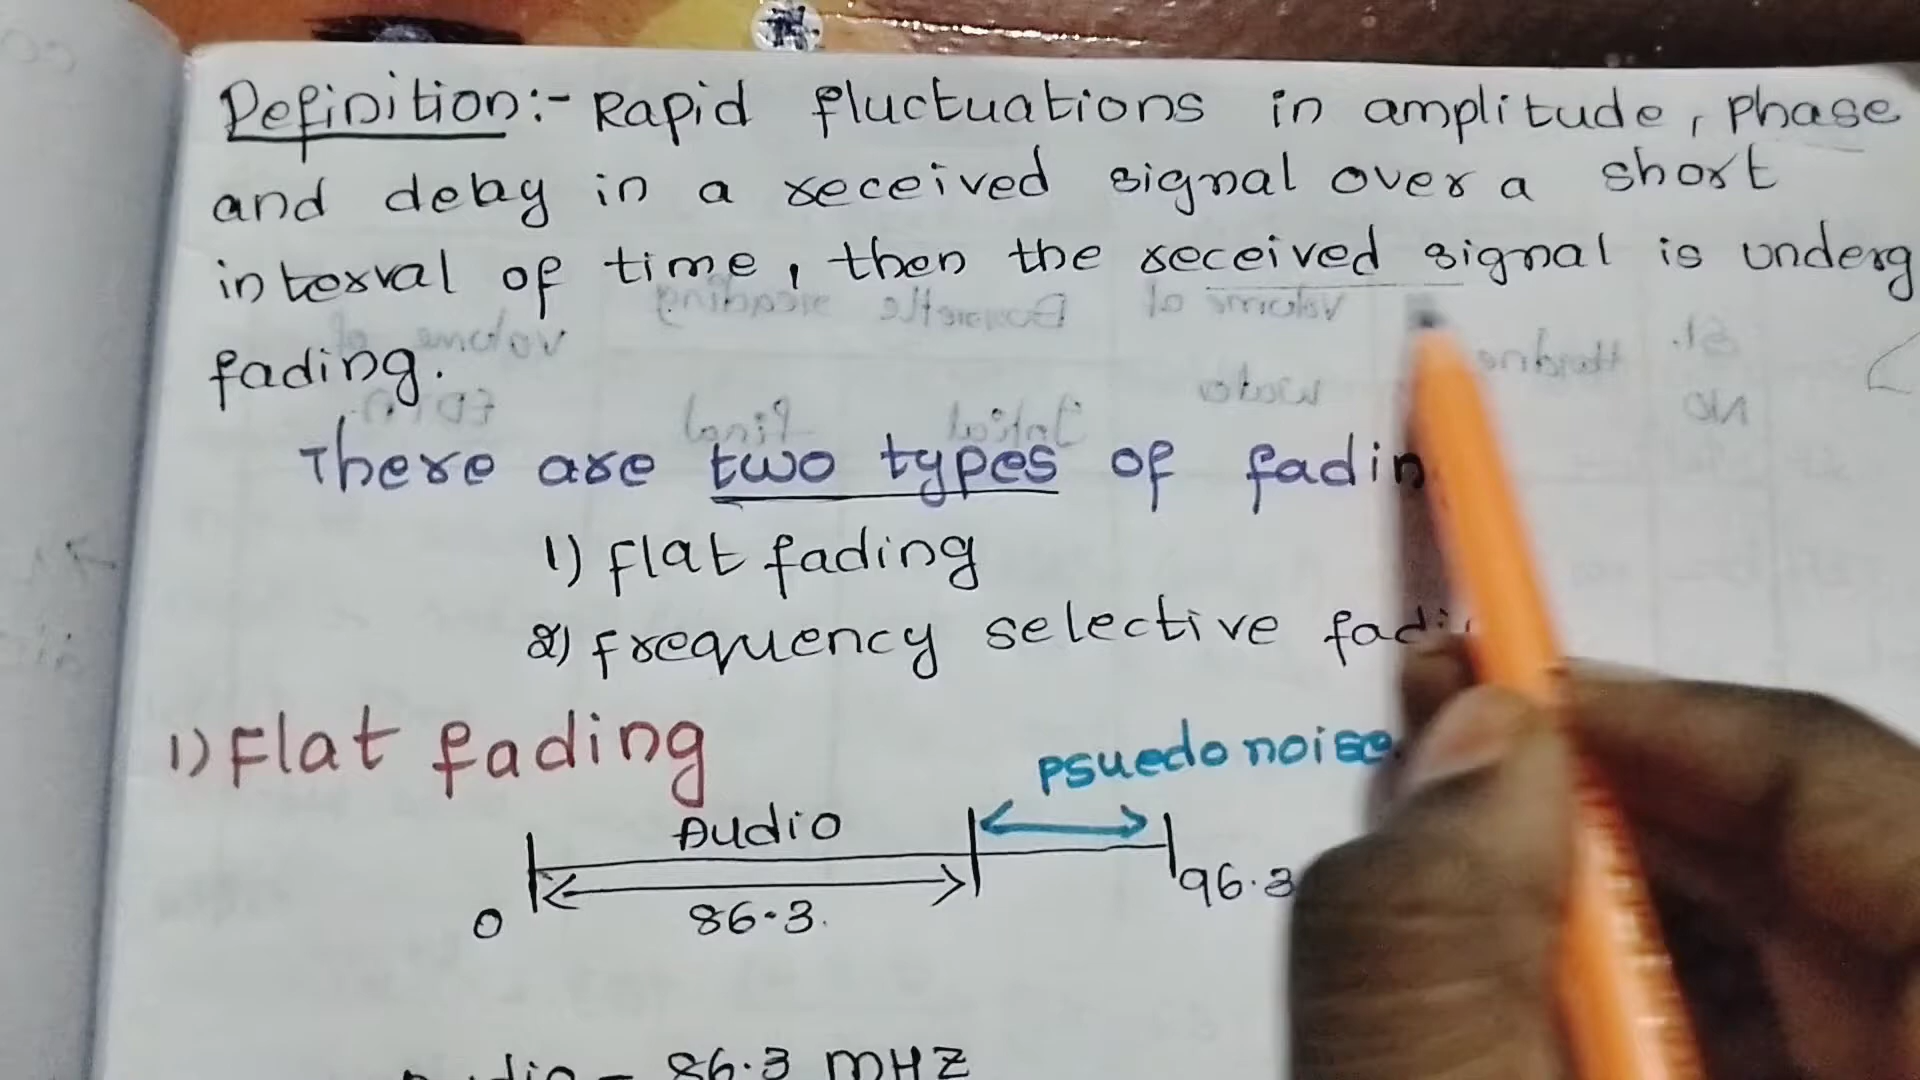 Definition:- Rapid fluctuations in amplitude, phase
and delay in a received signal over a short
interval of time, then the received signal is underg
fading.
There are two types of fadin
1) Flat fading
2) Frequency selective fadi
1) Flat fading
psuedo noise
Audio
0
86.3.
96.3
86.3 MHZ